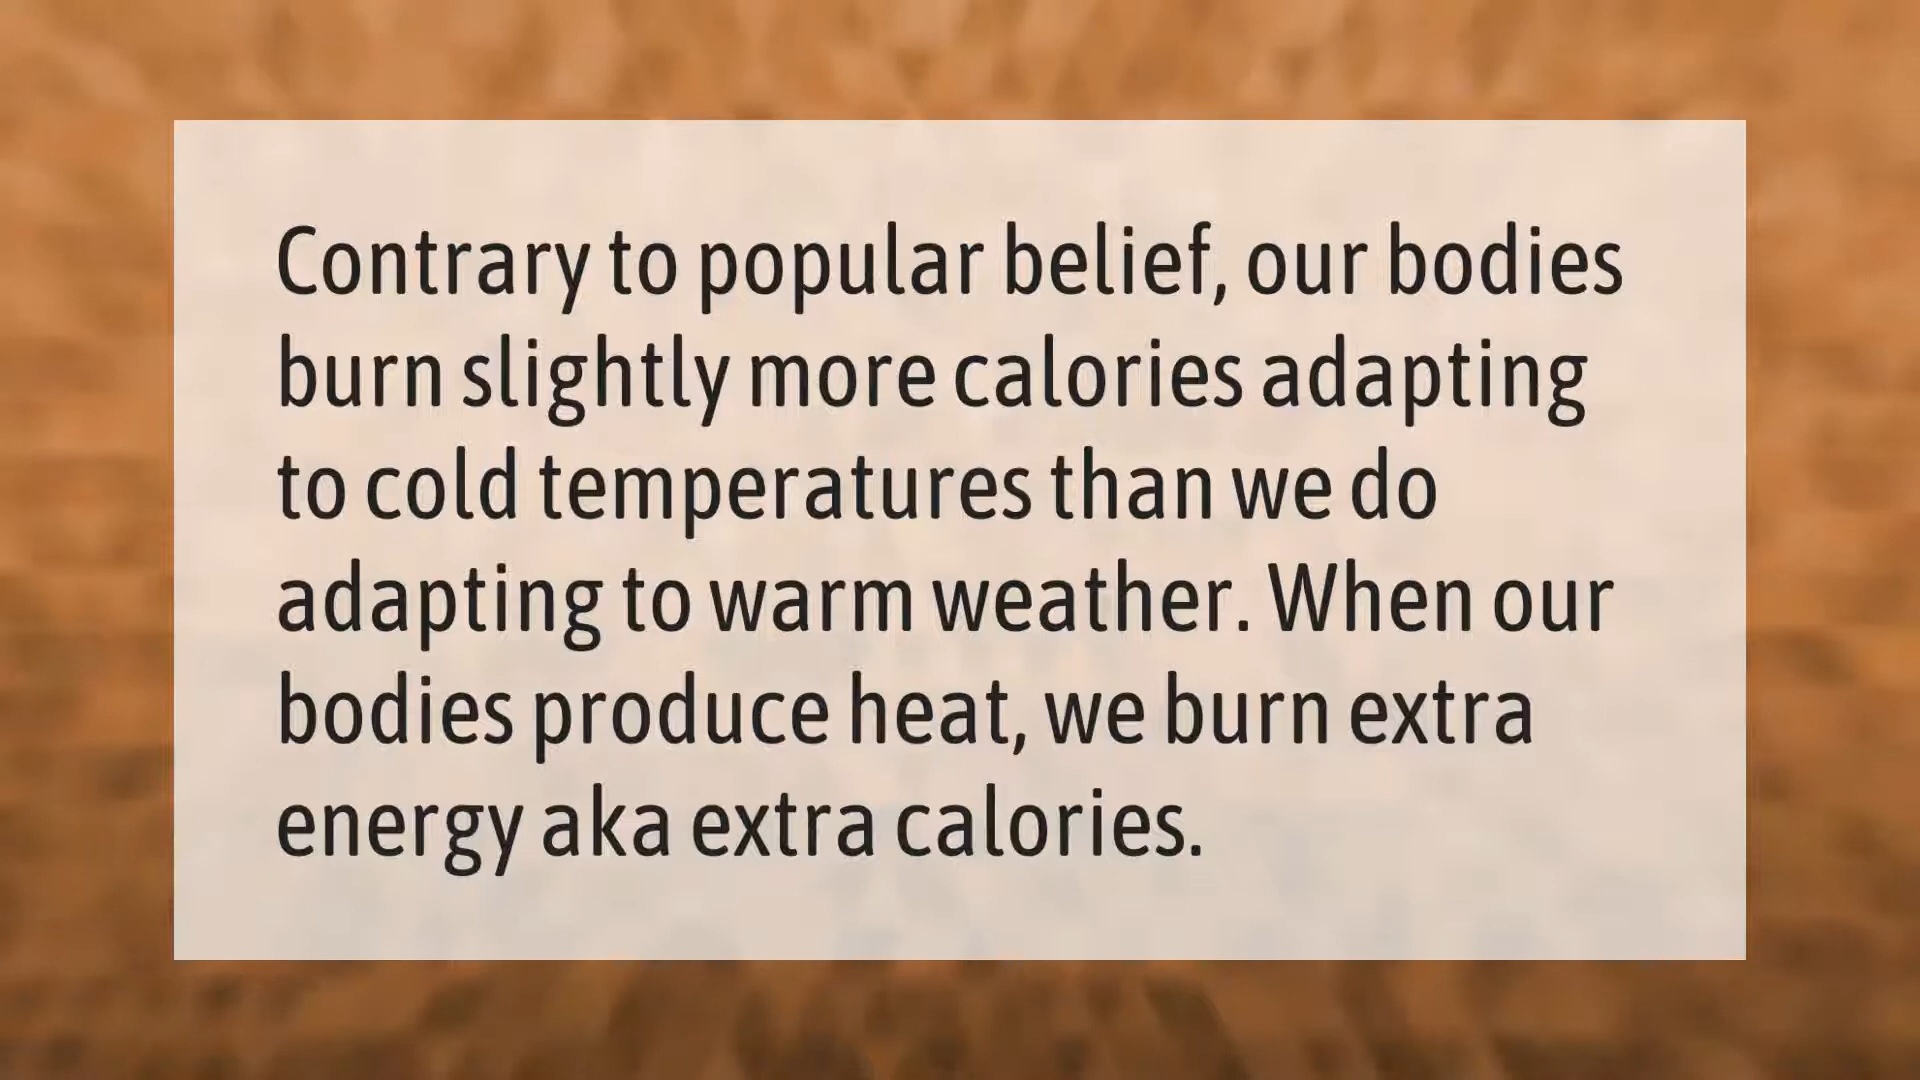 Contrary to popular belief, our bodies
burn slightly more calories adapting
to cold temperatures than we do
adapting to warm weather. When our
bodies produce heat, we burn extra
energy aka extra calories.